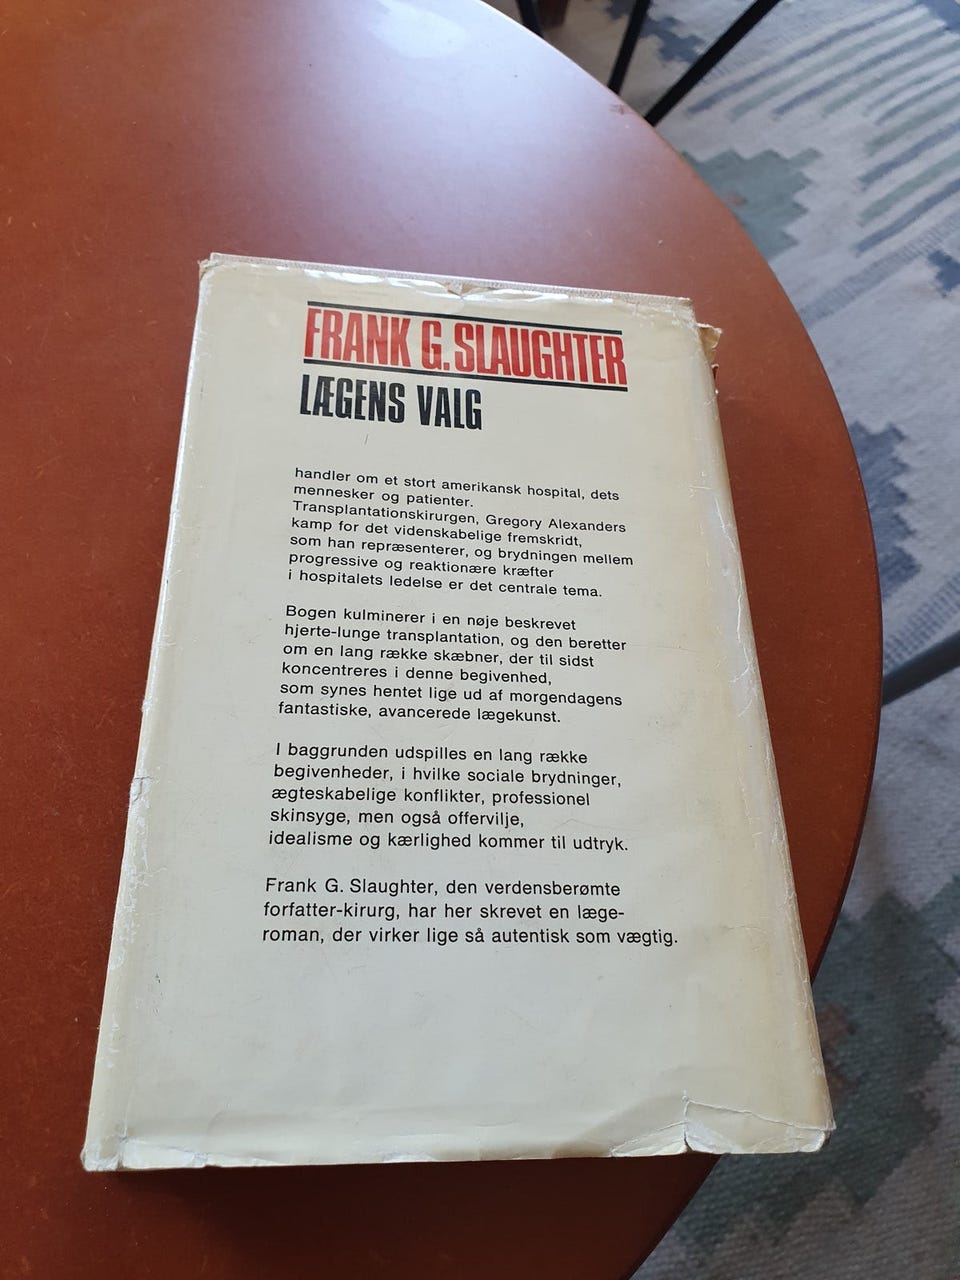 FRANK G. SLAUGHTER
LÆGENS VALG
handler om et stort amerikansk hospital, dets
mennesker og patienter.
Transplantationskirurgen, Gregory Alexanders
kamp for det videnskabelige fremskridt,
som han repræsenterer, og brydningen mellem
progressive og reaktionære kræfter
i hospitalets ledelse er det centrale tema.
Bogen kulminerer i en nøje beskrevet
hjerte-lunge transplantation, og den beretter
om en lang række skæbner, der til sidst
koncentreres i denne begivenhed,
som synes hentet lige ud af morgendagens
fantastiske, avancerede lægekunst.
I baggrunden udspilles en lang række
begivenheder, i hvilke sociale brydninger,
ægteskabelige konflikter, professionel
skinsyge, men også offervilje,
idealisme og kærlighed kommer til udtryk.
Frank G. Slaughter, den verdensberømte
forfatter-kirurg, har her skrevet en læge-
roman, der virker lige så autentisk som vægtig.